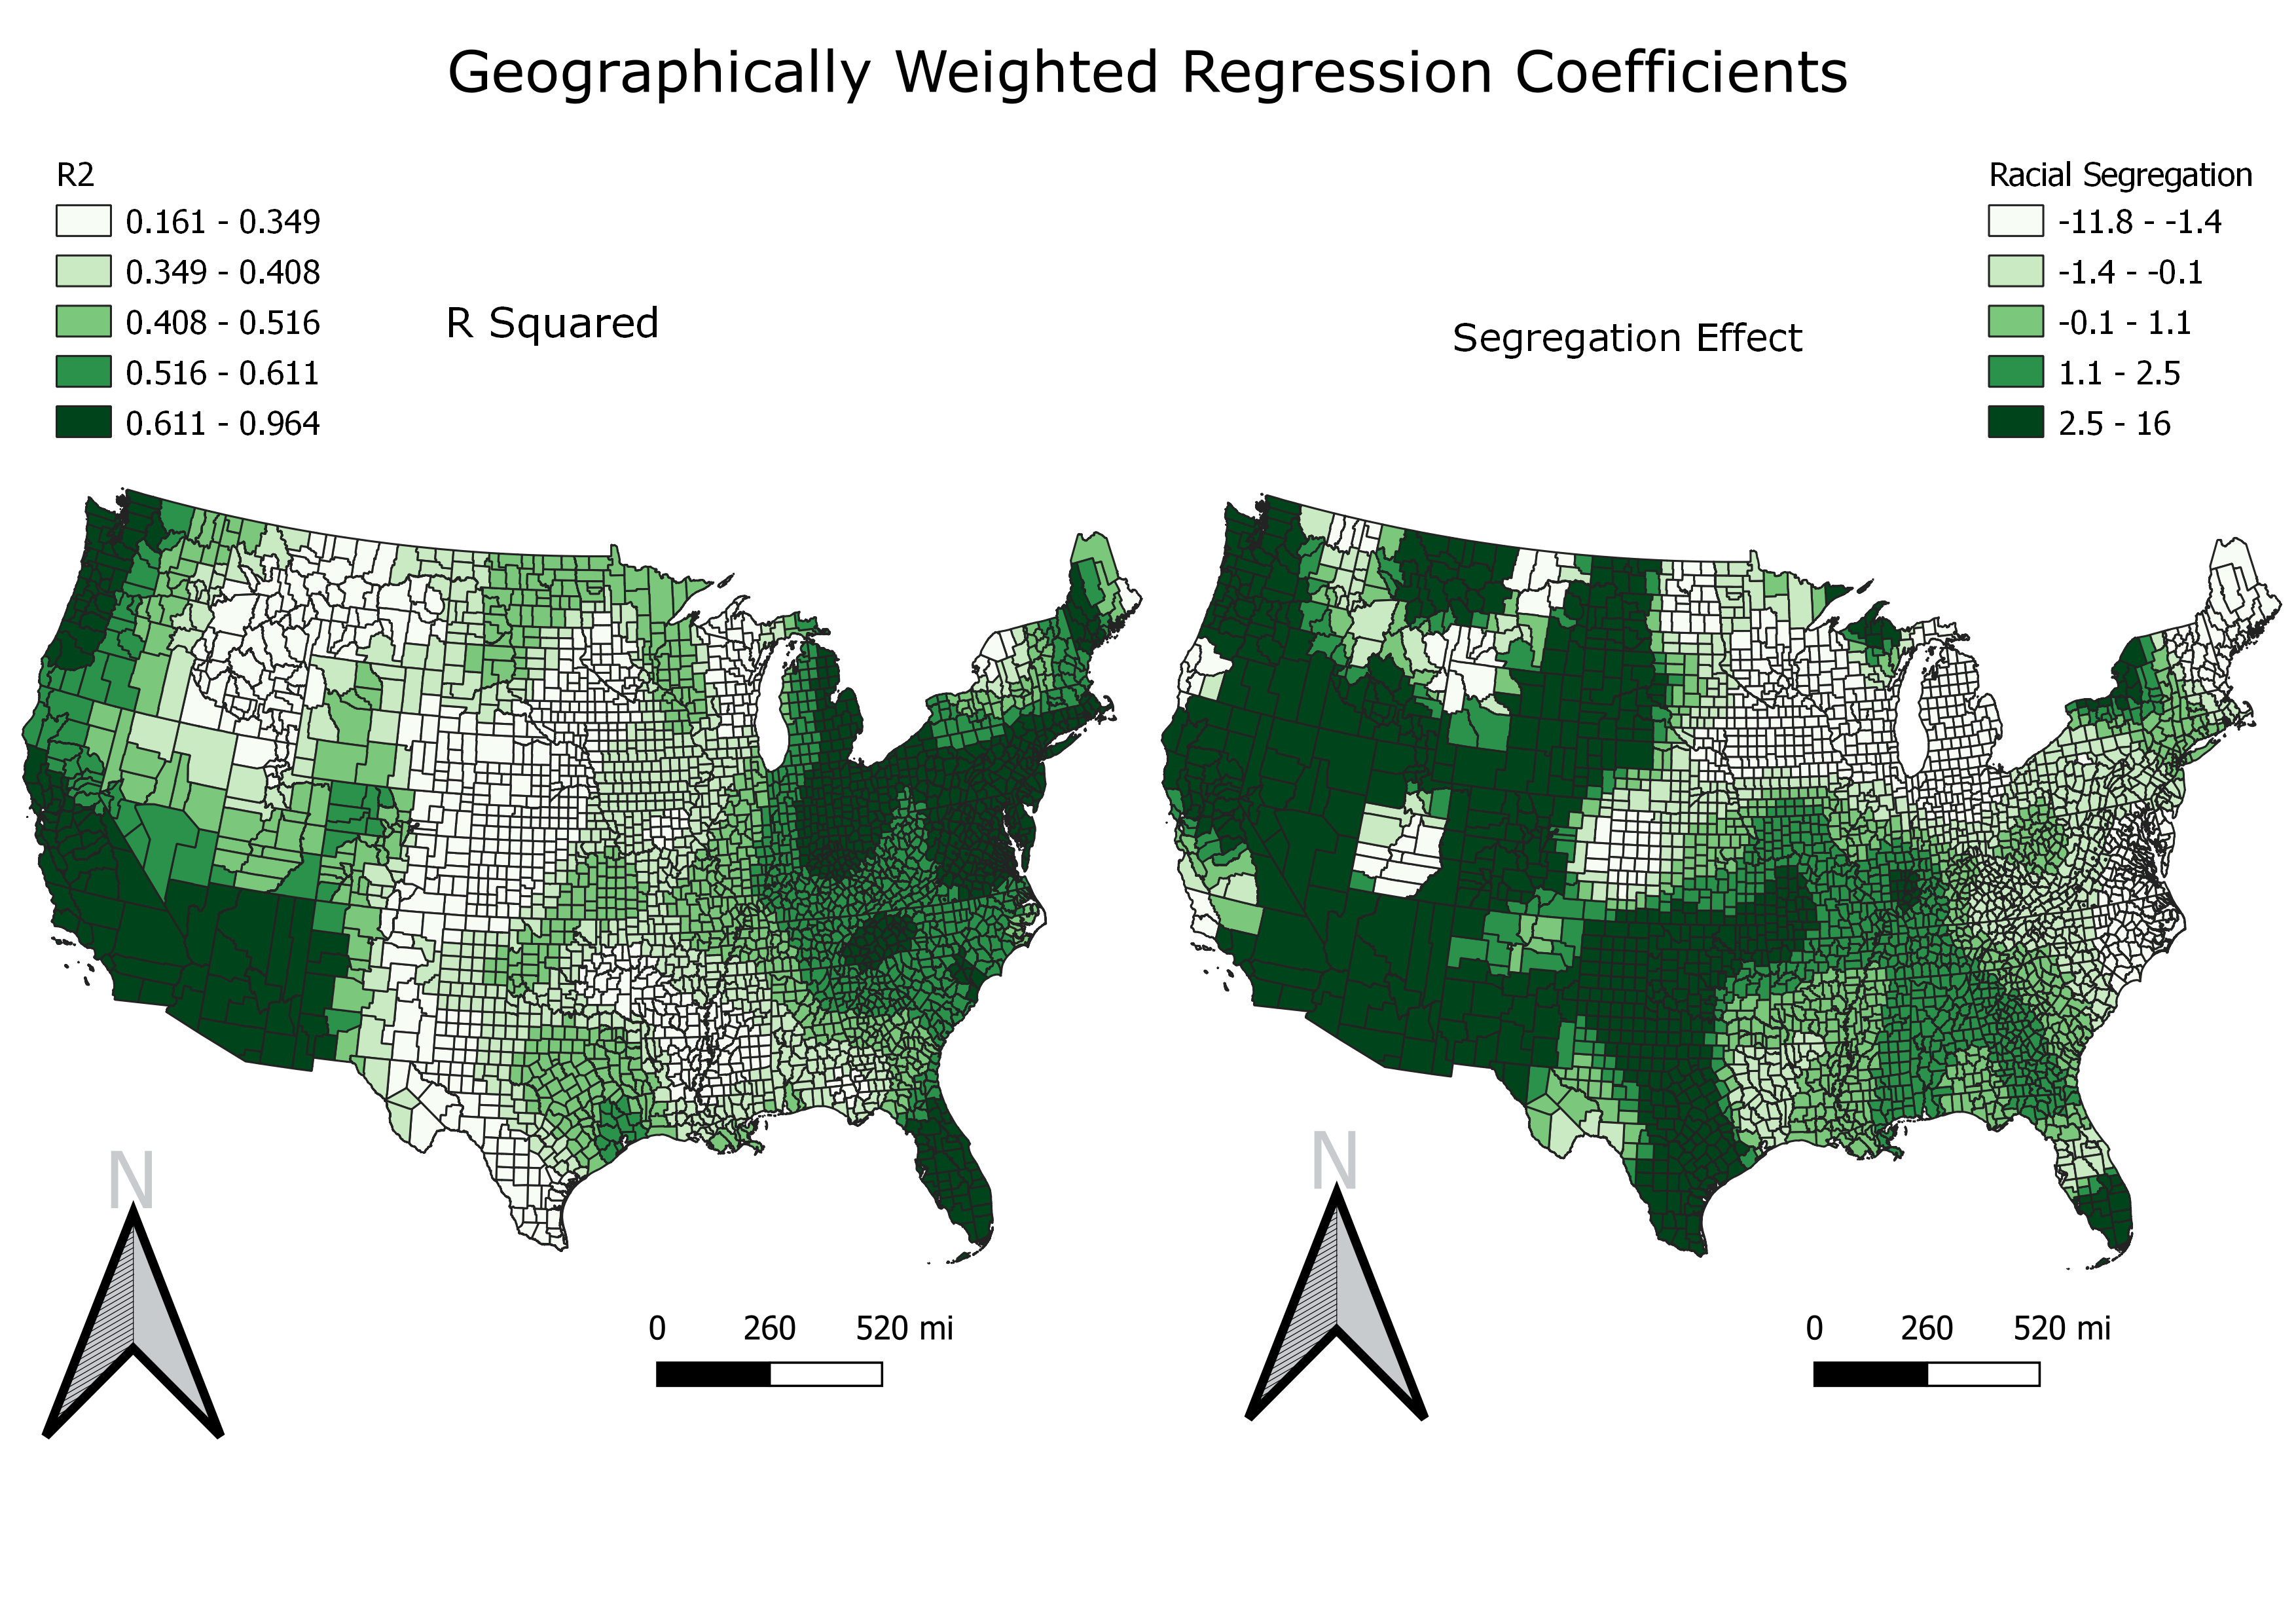 Geographically Weighted Regression Coefficients
R2
0.161 - 0.349
0.349 - 0.408
0.408 - 0.516
0.516 - 0.611
0.611 - 0.964
R Squared
Segregation Effect
Racial Segregation
-11.8 - -1.4
-1.4 - -0.1
-0.1 - 1.1
1.1 - 2.5
2.5 - 16
N
0 260 520 mi
N
0 260 520 mi